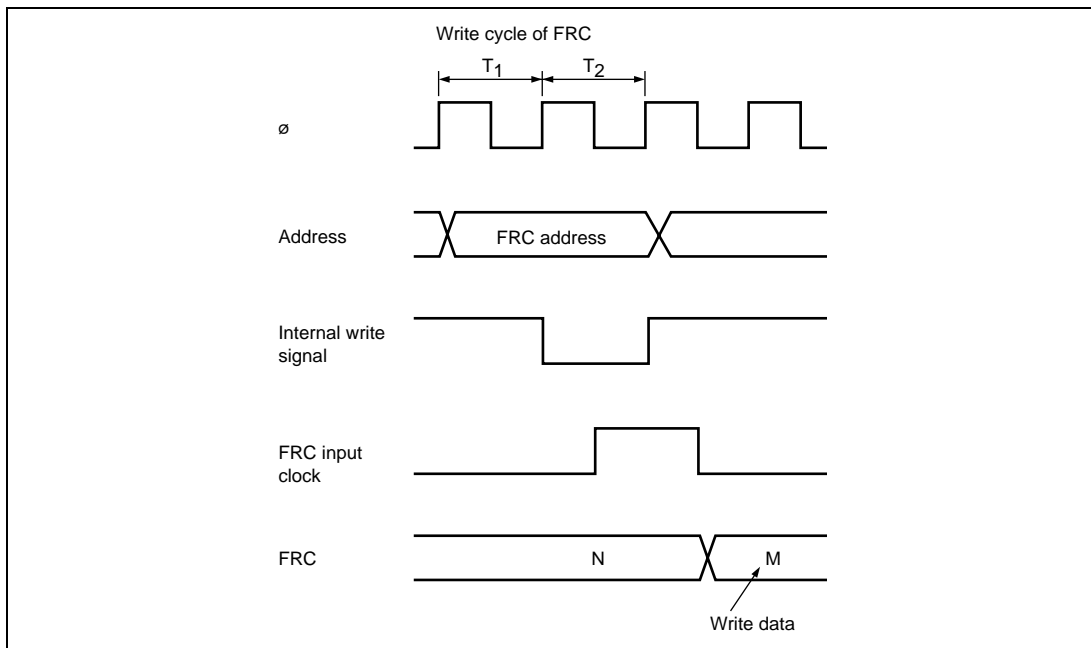 Write cycle of FRC
T1 T2
ø
Address
FRC address
Internal write
signal
FRC input
clock
FRC
N
M
Write data